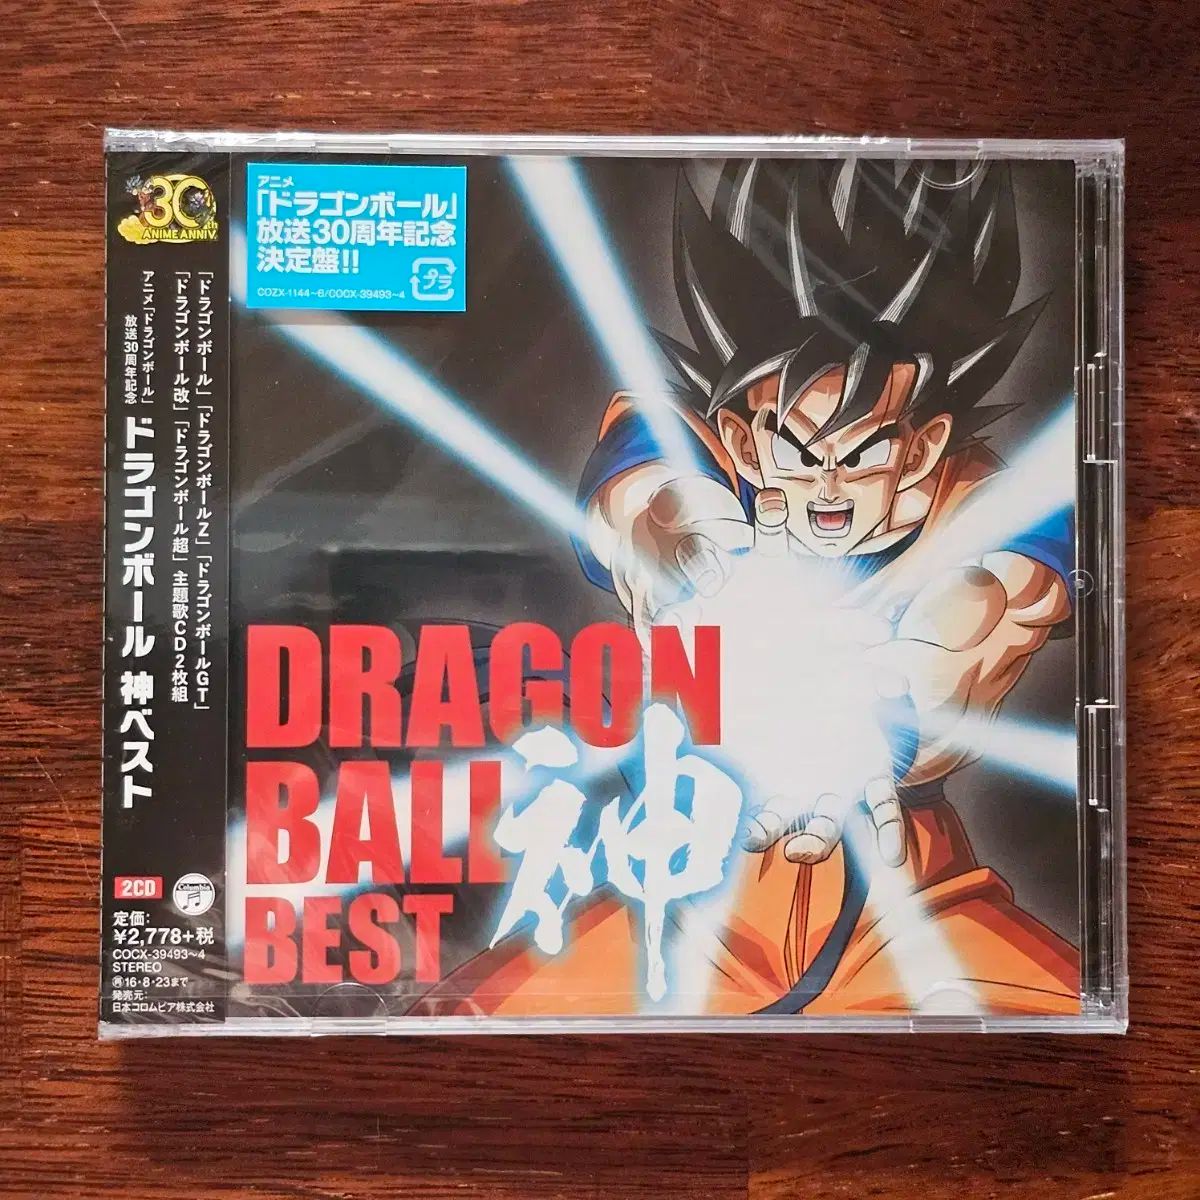 30th
ANIME ANNIV.
「ドラゴンボール」「ドラゴンボールZ」「ドラゴンボールGT」
「ドラゴンボール改」「ドラゴンボール超」主題歌CD2枚組
アニメ「ドラゴンボール」
放送30周年記念
ドラゴンボール 神ベスト
2CD
Columbia
定価:
¥2,778+税
COCX-39493~4
STEREO
再16・8・23まで
発売元:
日本コロムビア株式会社
アニメ
「ドラゴンボール」
放送30周年記念
決定盤!!
プラ
COZX-1144~6/COCX-39493~4
DRAGON
BALL
神
BEST